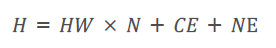 H = HW × N + CE + NE